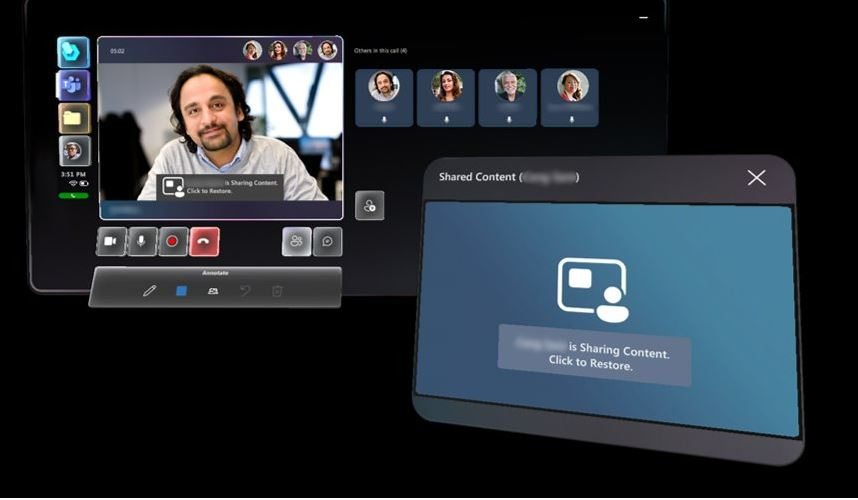 05:02
Others in this call (4)
3:51 PM
is Sharing Content.
Click to Restore.
Annotate
Shared Content (
)
is Sharing Content.
Click to Restore.